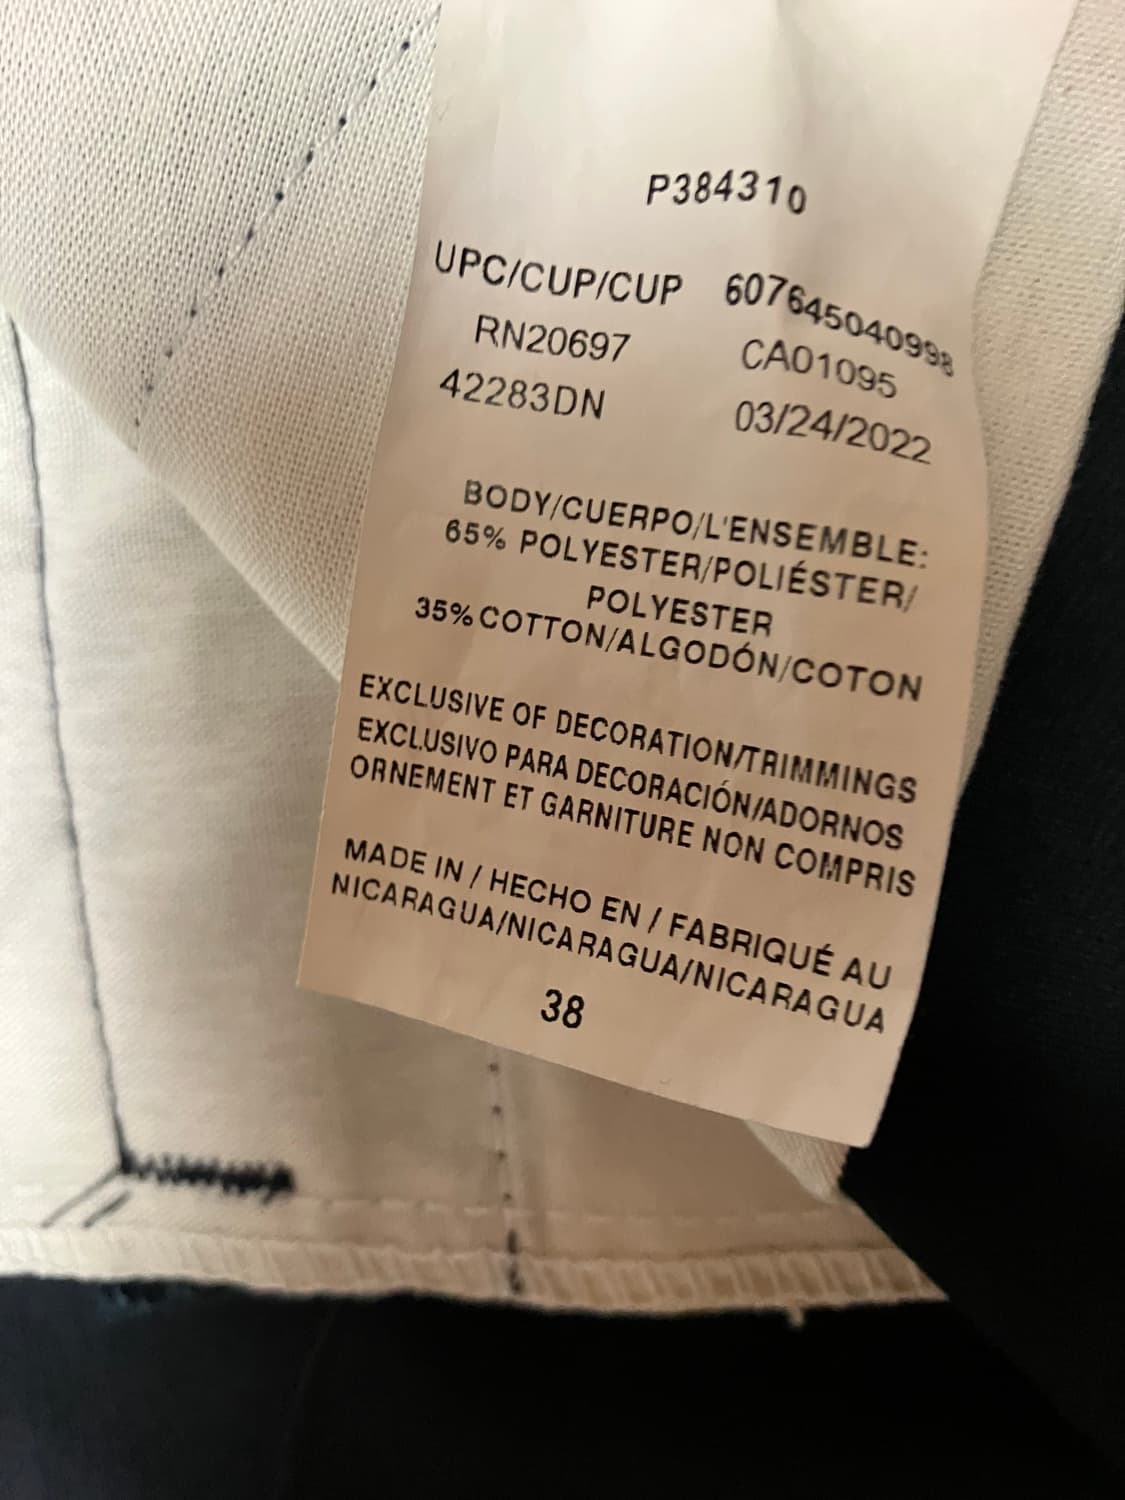 P384310
UPC/CUP/CUP 607645040998
RN20697 CA01095
42283DN 03/24/2022
BODY/CUERPO/L'ENSEMBLE:
65% POLYESTER/POLIÉSTER/
POLYESTER
35% COTTON/ALGODÓN/COTON
EXCLUSIVE OF DECORATION/TRIMMINGS
EXCLUSIVO PARA DECORACIÓN/ADORNOS
ORNEMENT ET GARNITURE NON COMPRIS
MADE IN / HECHO EN / FABRIQUÉ AU
NICARAGUA/NICARAGUA/NICARAGUA
38